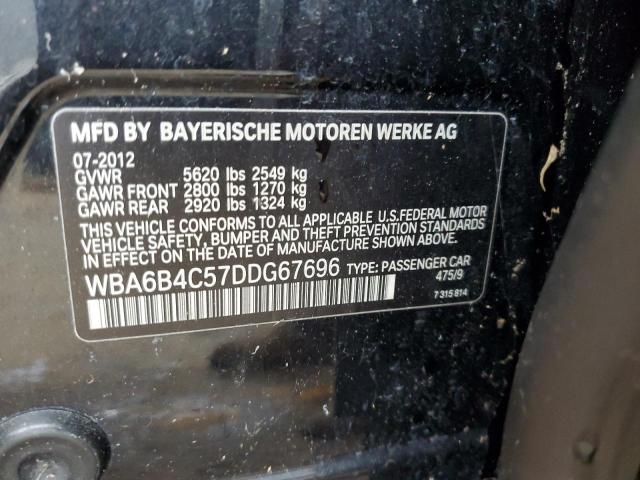 MFD BY BAYERISCHE MOTOREN WERKE AG
07-2012
GVWR 5620 lbs 2549 kg
GAWR FRONT 2800 lbs 1270 kg
GAWR REAR 2920 lbs 1324 kg
THIS VEHICLE CONFORMS TO ALL APPLICABLE U.S.FEDERAL MOTOR
VEHICLE SAFETY, BUMPER AND THEFT PREVENTION STANDARDS
IN EFFECT ON THE DATE OF MANUFACTURE SHOWN ABOVE.
WBA6B4C57DDG67696 TYPE: PASSENGER CAR
475/9
7 315 814